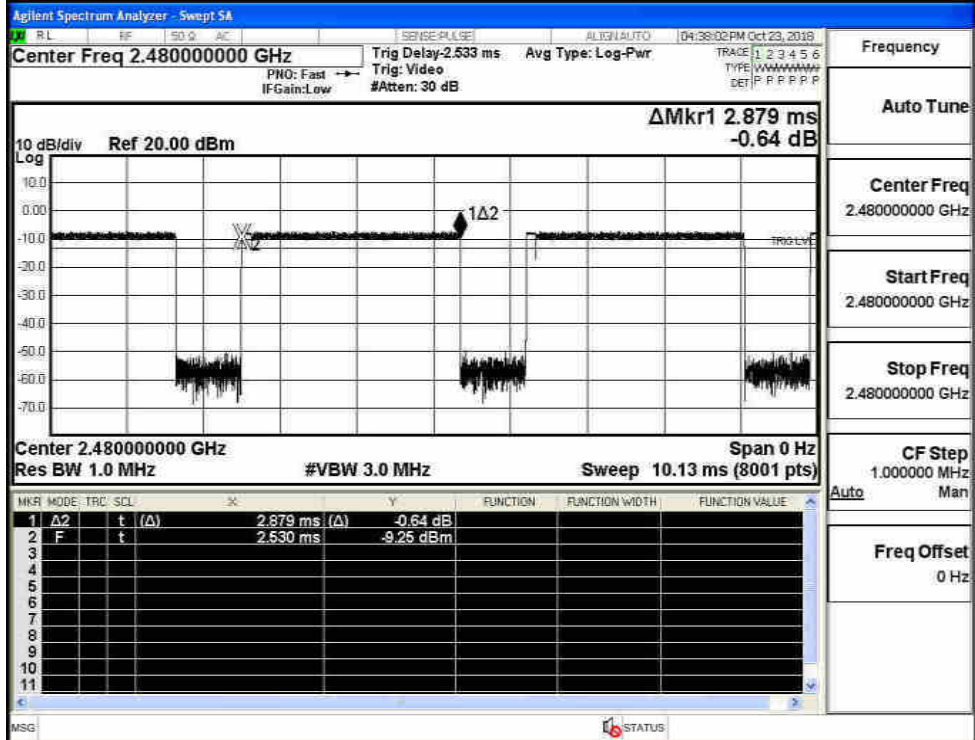 Agilent Spectrum Analyzer - Swept SA
RL RF 50 Ω AC SENSE:PULSE ALIGN AUTO 04:38:02 PM Oct 23, 2018
Center Freq 2.480000000 GHz
PNO: Fast
IFGain:Low
Trig Delay-2.533 ms
Trig: Video
#Atten: 30 dB
Avg Type: Log-Pwr
TRACE 1 2 3 4 5 6
TYPE WWWWWW
DET P P P P P P
ΔMkr1 2.879 ms
-0.64 dB
10 dB/div Ref 20.00 dBm
Log
10.0
0.00
-10.0
-20.0
-30.0
-40.0
-50.0
-60.0
-70.0
1Δ2
2
TRIG LVL
Center 2.480000000 GHz Span 0 Hz
Res BW 1.0 MHz #VBW 3.0 MHz Sweep 10.13 ms (8001 pts)
MKR MODE TRC SCL X Y FUNCTION FUNCTION WIDTH FUNCTION VALUE
1 Δ2 t (Δ) 2.879 ms (Δ) -0.64 dB
2 F t 2.530 ms -9.25 dBm
3
4
5
6
7
8
9
10
11
MSG STATUS
Frequency
Auto Tune
Center Freq
2.480000000 GHz
Start Freq
2.480000000 GHz
Stop Freq
2.480000000 GHz
CF Step
1.000000 MHz
Auto Man
Freq Offset
0 Hz